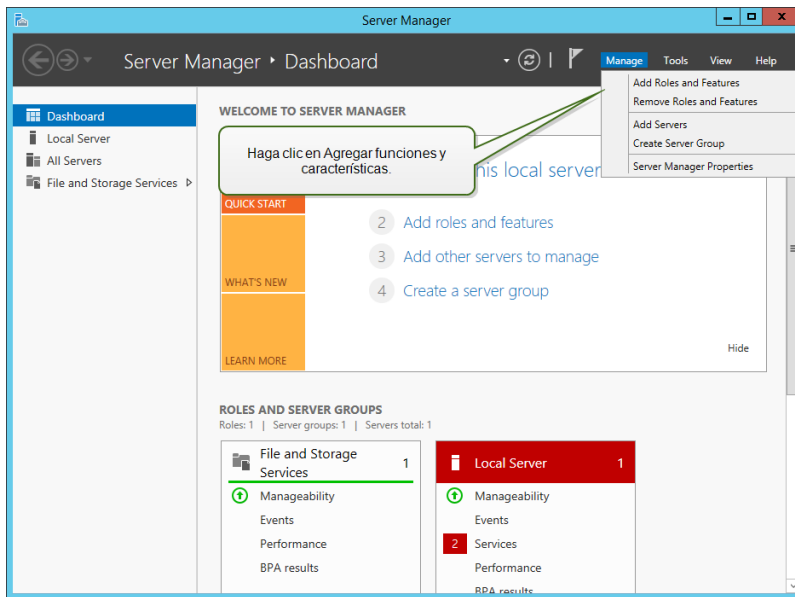 Server Manager
Server Manager ‣ Dashboard
Manage Tools View Help
Add Roles and Features
Remove Roles and Features
Add Servers
Create Server Group
Server Manager Properties
Dashboard
Local Server
All Servers
File and Storage Services
WELCOME TO SERVER MANAGER
Haga clic en Agregar funciones y
características.
his local server
QUICK START
2 Add roles and features
3 Add other servers to manage
WHAT'S NEW
4 Create a server group
Hide
LEARN MORE
ROLES AND SERVER GROUPS
Roles: 1 | Server groups: 1 | Servers total: 1
File and Storage
Services 1
Manageability
Events
Performance
BPA results
Local Server 1
Manageability
Events
2 Services
Performance
BPA results